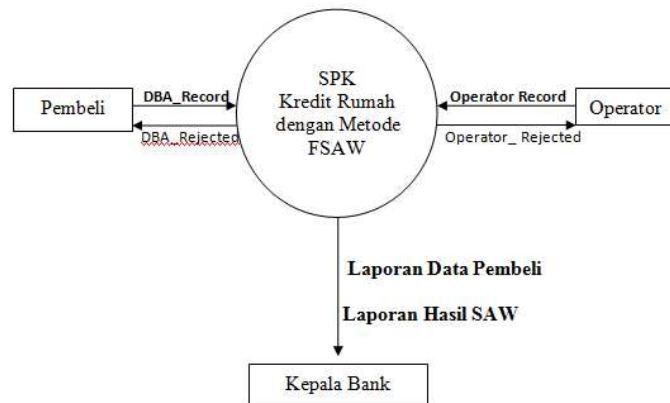 SPK
Kredit Rumah
dengan Metode
FSAW
Pembeli
DBA_Record
DBA_Rejected
Operator Record
Operator_ Rejected
Operator
Laporan Data Pembeli
Laporan Hasil SAW
Kepala Bank